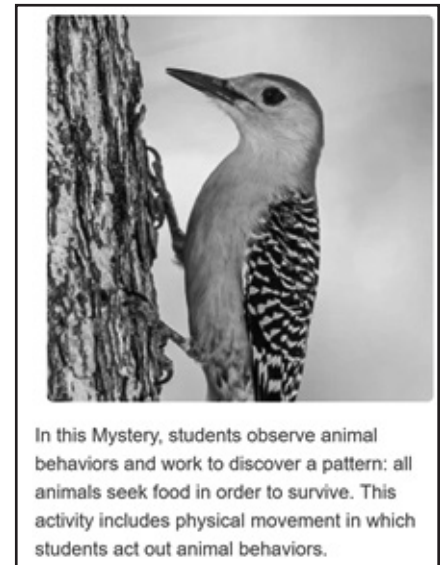 In this Mystery, students observe animal
behaviors and work to discover a pattern: all
animals seek food in order to survive. This
activity includes physical movement in which
students act out animal behaviors.